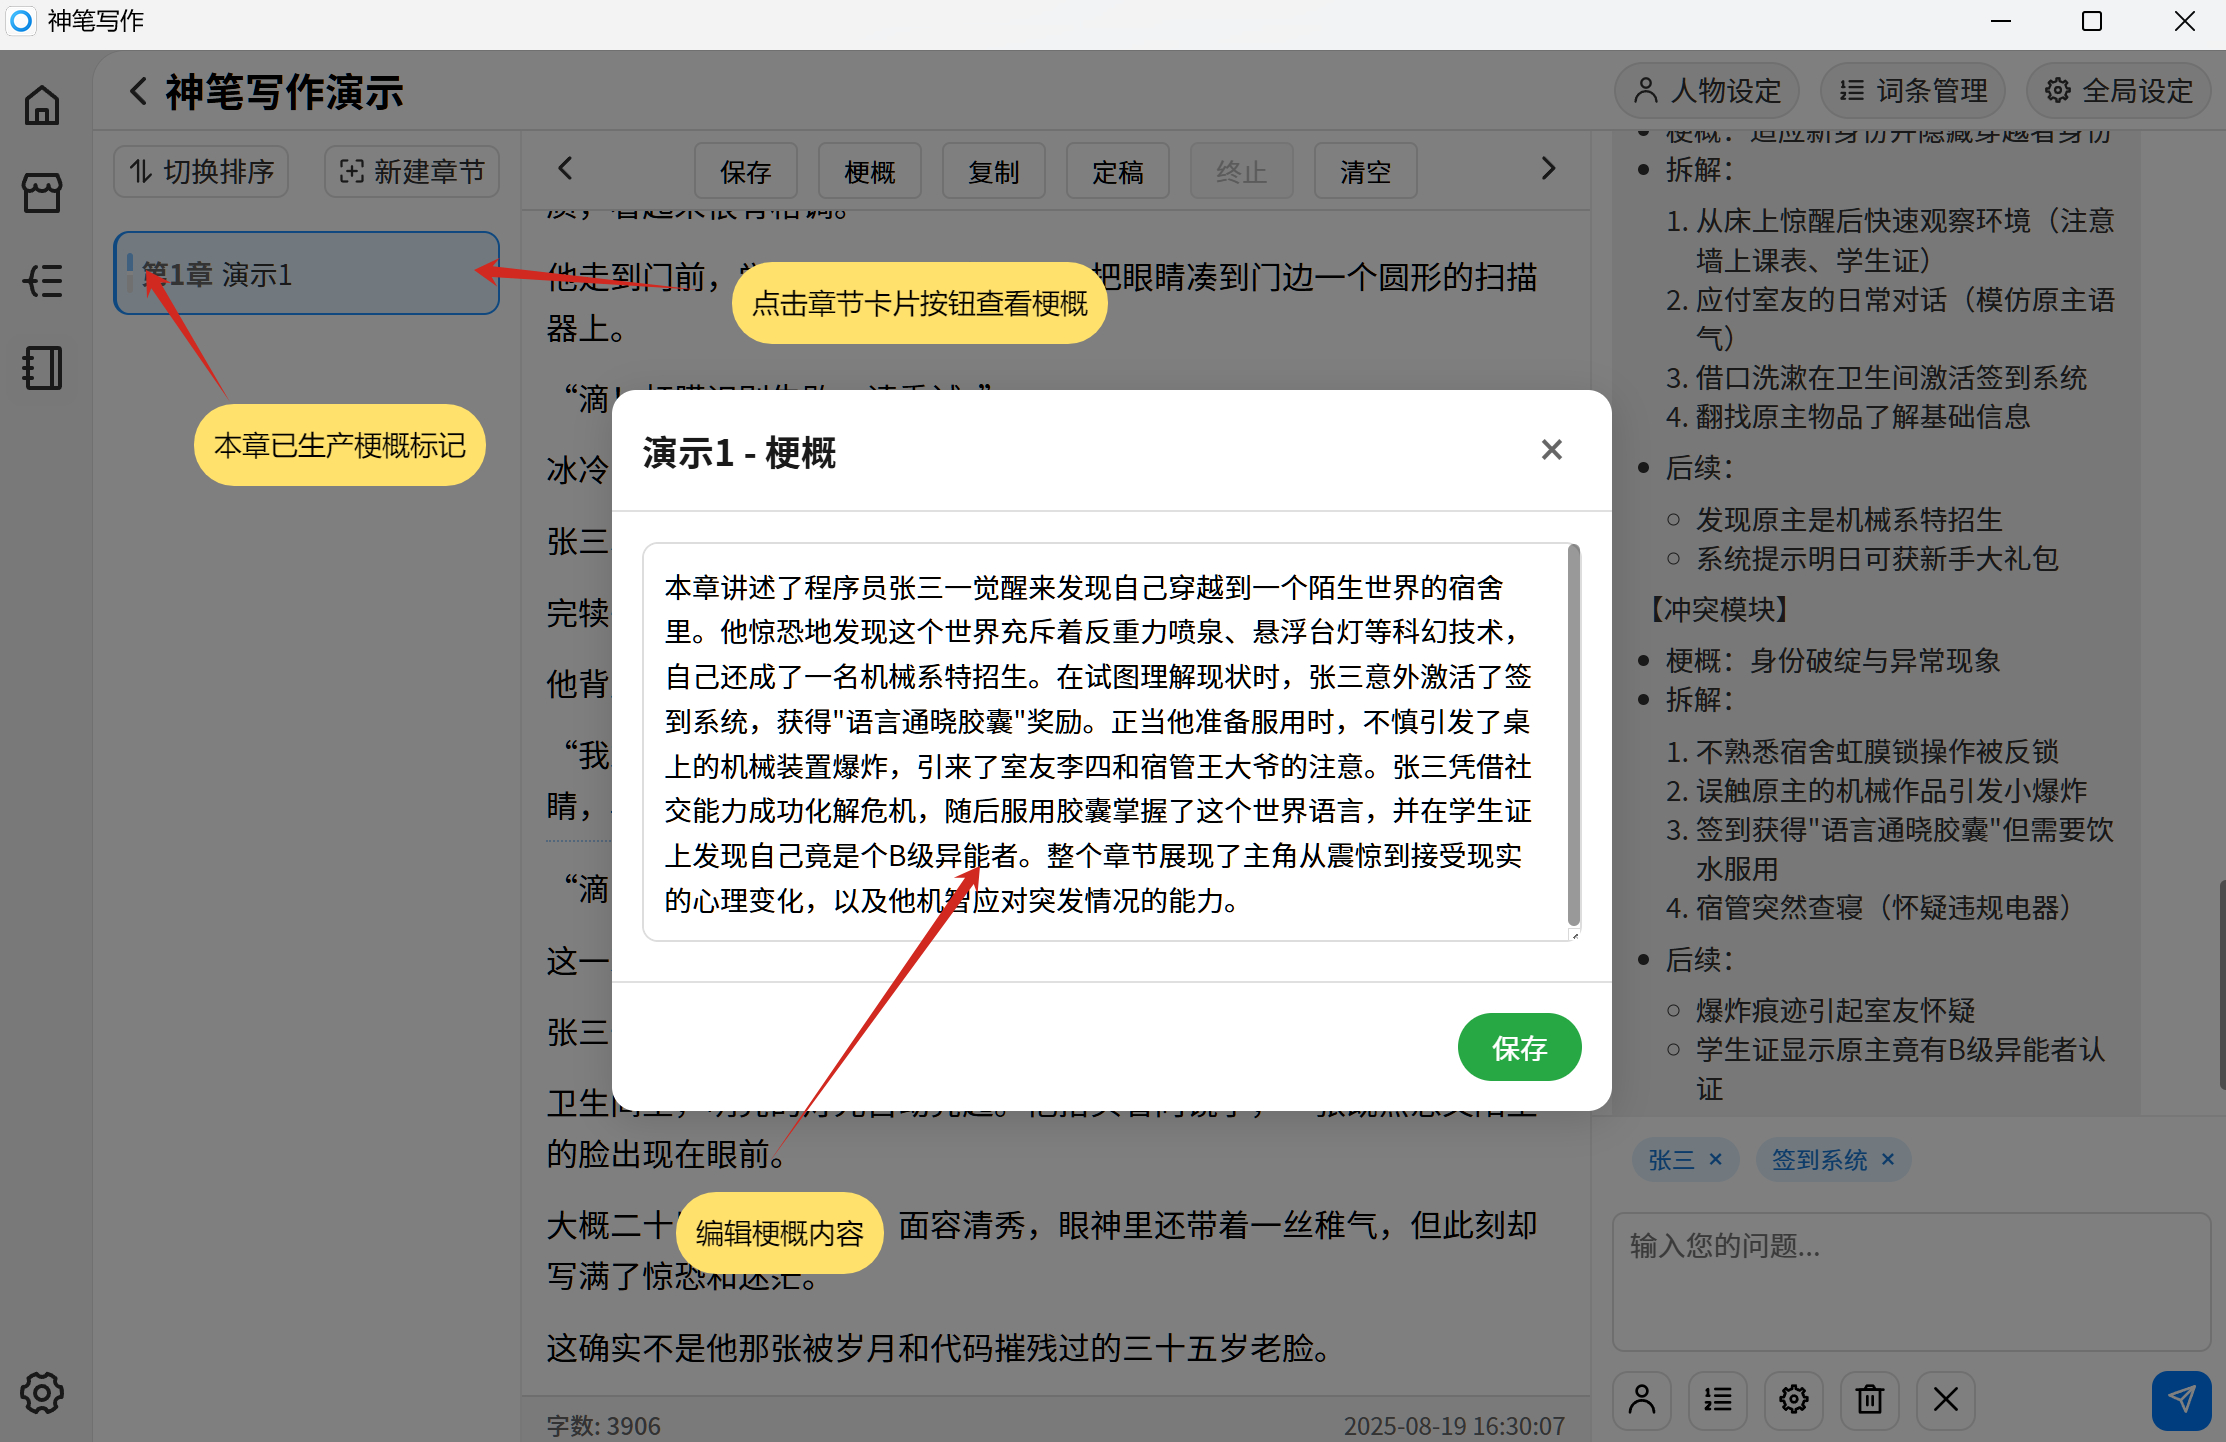 神笔写作
神笔写作演示
人物设定
词条管理
全局设定
切换排序
新建章节
保存
梗概
复制
定稿
终止
清空
第1章 演示1
点击章节卡片按钮查看梗概
本章已生产梗概标记
他走到门前，
把眼睛凑到门边一个圆形的扫描
器上。
“滴！虹膜识别失败，请重试。”
冰冷
张三
完犊
他背
“我
睛，
“滴
这一
张三
卫生间里，
的脸出现在眼前。
大概二十
面容清秀，眼神里还带着一丝稚气，但此刻却
写满了惊恐和迷茫。
这确实不是他那张被岁月和代码摧残过的三十五岁老脸。
字数: 3906
2025-08-19 16:30:07
演示1 - 梗概
本章讲述了程序员张三一觉醒来发现自己穿越到一个陌生世界的宿舍
里。他惊恐地发现这个世界充斥着反重力喷泉、悬浮台灯等科幻技术，
自己还成了一名机械系特招生。在试图理解现状时，张三意外激活了签
到系统，获得"语言通晓胶囊"奖励。正当他准备服用时，不慎引发了桌
上的机械装置爆炸，引来了室友李四和宿管王大爷的注意。张三凭借社
交能力成功化解危机，随后服用胶囊掌握了这个世界语言，并在学生证
上发现自己竟是个B级异能者。整个章节展现了主角从震惊到接受现实
的心理变化，以及他机智应对突发情况的能力。
保存
编辑梗概内容
梗概：适应新身份并隐藏穿越者身份
拆解：
1. 从床上惊醒后快速观察环境（注意
墙上课表、学生证）
2. 应付室友的日常对话（模仿原主语
气）
3. 借口洗漱在卫生间激活签到系统
4. 翻找原主物品了解基础信息
后续：
发现原主是机械系特招生
系统提示明日可获新手大礼包
【冲突模块】
梗概：身份破绽与异常现象
拆解：
1. 不熟悉宿舍虹膜锁操作被反锁
2. 误触原主的机械作品引发小爆炸
3. 签到获得"语言通晓胶囊"但需要饮
水服用
4. 宿管突然查寝（怀疑违规电器）
后续：
爆炸痕迹引起室友怀疑
学生证显示原主竟有B级异能者认
证
张三 ×
签到系统 ×
输入您的问题...